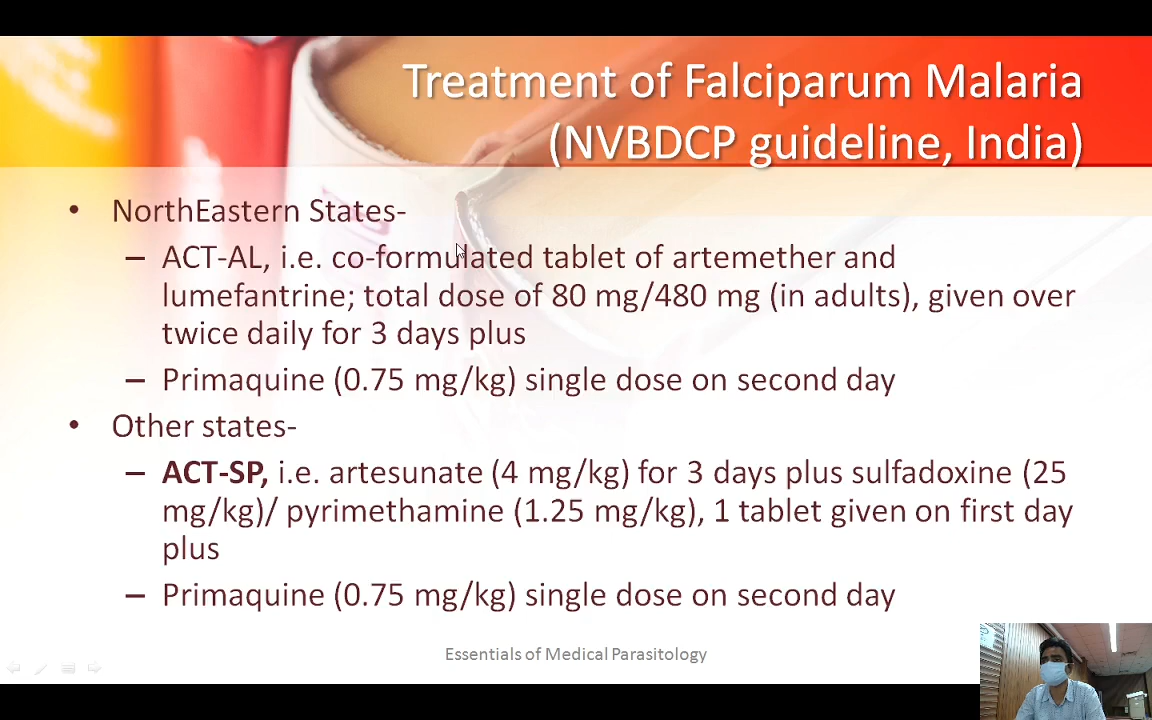 Treatment of Falciparum Malaria
(NVBDCP guideline, India)
• NorthEastern States-
– ACT-AL, i.e. co-formulated tablet of artemether and
lumefantrine; total dose of 80 mg/480 mg (in adults), given over
twice daily for 3 days plus
– Primaquine (0.75 mg/kg) single dose on second day
• Other states-
– ACT-SP, i.e. artesunate (4 mg/kg) for 3 days plus sulfadoxine (25
mg/kg)/ pyrimethamine (1.25 mg/kg), 1 tablet given on first day
plus
– Primaquine (0.75 mg/kg) single dose on second day
Essentials of Medical Parasitology